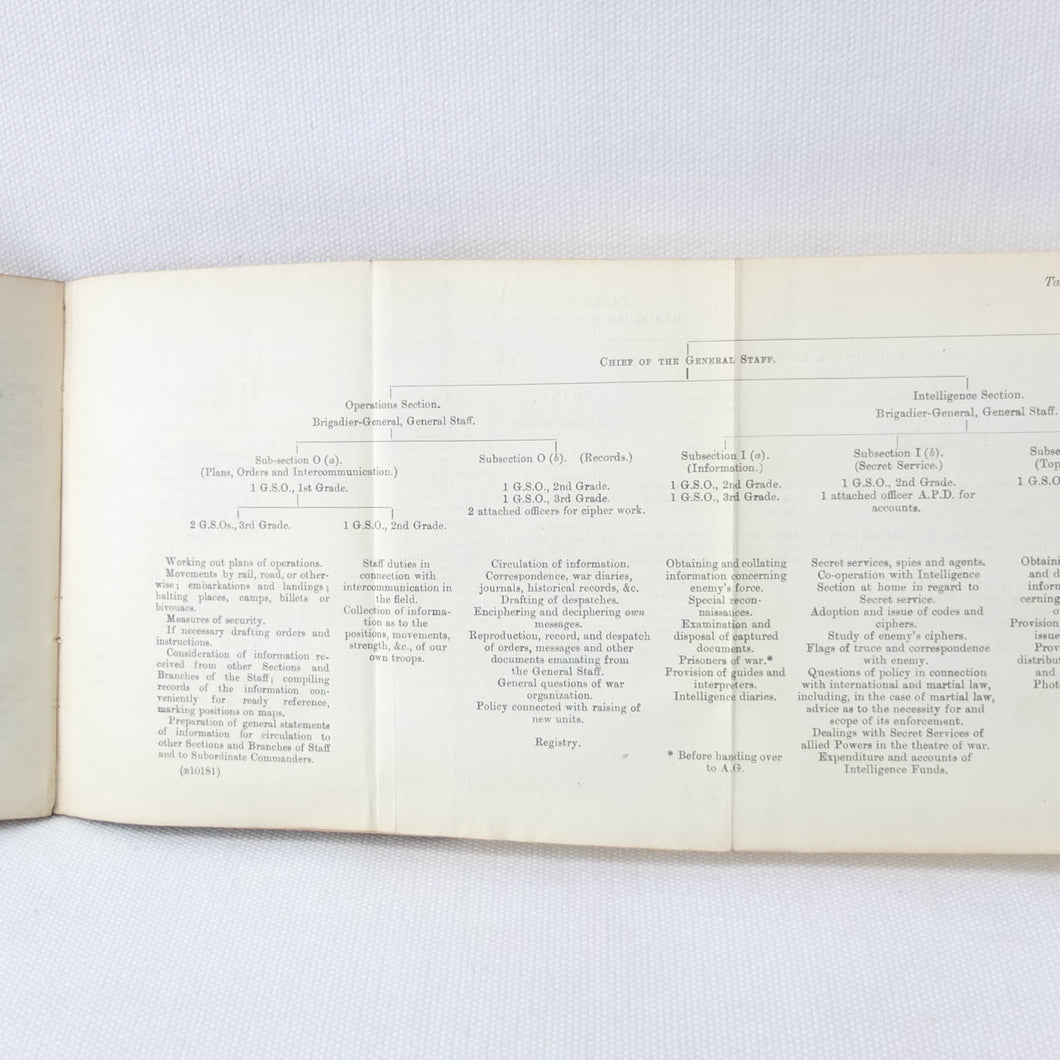 Ta
CHIEF OF THE GENERAL STAFF.
Operations Section.
Brigadier-General, General Staff.
Intelligence Section.
Brigadier-General, General Staff.
Sub-section O (a).
(Plans, Orders and Intercommunication.)
1 G.S.O., 1st Grade.
2 G.S.Os., 3rd Grade.
1 G.S.O., 2nd Grade.
Subsection O (b). (Records.)
1 G.S.O., 2nd Grade.
1 G.S.O., 3rd Grade.
2 attached officers for cipher work.
Subsection I (a).
(Information.)
1 G.S.O., 2nd Grade.
1 G.S.O., 3rd Grade.
Subsection I (b).
(Secret Service.)
1 G.S.O., 2nd Grade.
1 attached officer A.P.D. for
accounts.
Subse
(Top
1 G.S.O
Working out plans of operations.
Movements by rail, road, or other-
wise; embarkations and landings;
halting places, camps, billets or
bivouacs.
Measures of security.
If necessary drafting orders and
instructions.
Consideration of information re-
ceived from other Sections and
Branches of the Staff; compiling
records of the information con-
veniently for ready reference,
marking positions on maps.
Preparation of general statements
of information for circulation to
other Sections and Branches of Staff
and to Subordinate Commanders.
(B10181)
Staff duties in
connection with
intercommunication in
the field.
Collection of informa-
tion as to the
positions, movements,
strength, &c., of our
own troops.
Circulation of information.
Correspondence, war diaries,
journals, historical records, &c.
Drafting of despatches.
Enciphering and deciphering own
messages.
Reproduction, record, and despatch
of orders, messages and other
documents emanating from
the General Staff.
General questions of war
organization.
Policy connected with raising of
new units.
Registry.
Obtaining and collating
information concerning
enemy's force.
Special recon-
naissances.
Examination and
disposal of captured
documents.
Prisoners of war.*
Provision of guides and
interpreters.
Intelligence diaries.
* Before handing over
to A.G.
Secret services, spies and agents.
Co-operation with Intelligence
Section at home in regard to
Secret service.
Adoption and issue of codes and
ciphers.
Study of enemy's ciphers.
Flags of truce and correspondence
with enemy.
Questions of policy in connection
with international and martial law,
including, in the case of martial law,
advice as to the necessity for and
scope of its enforcement.
Dealings with Secret Services of
allied Powers in the theatre of war.
Expenditure and accounts of
Intelligence Funds.
Obtaini
and d
inform
cerning
o
Provision
issue
Prov
distribut
and
Phot